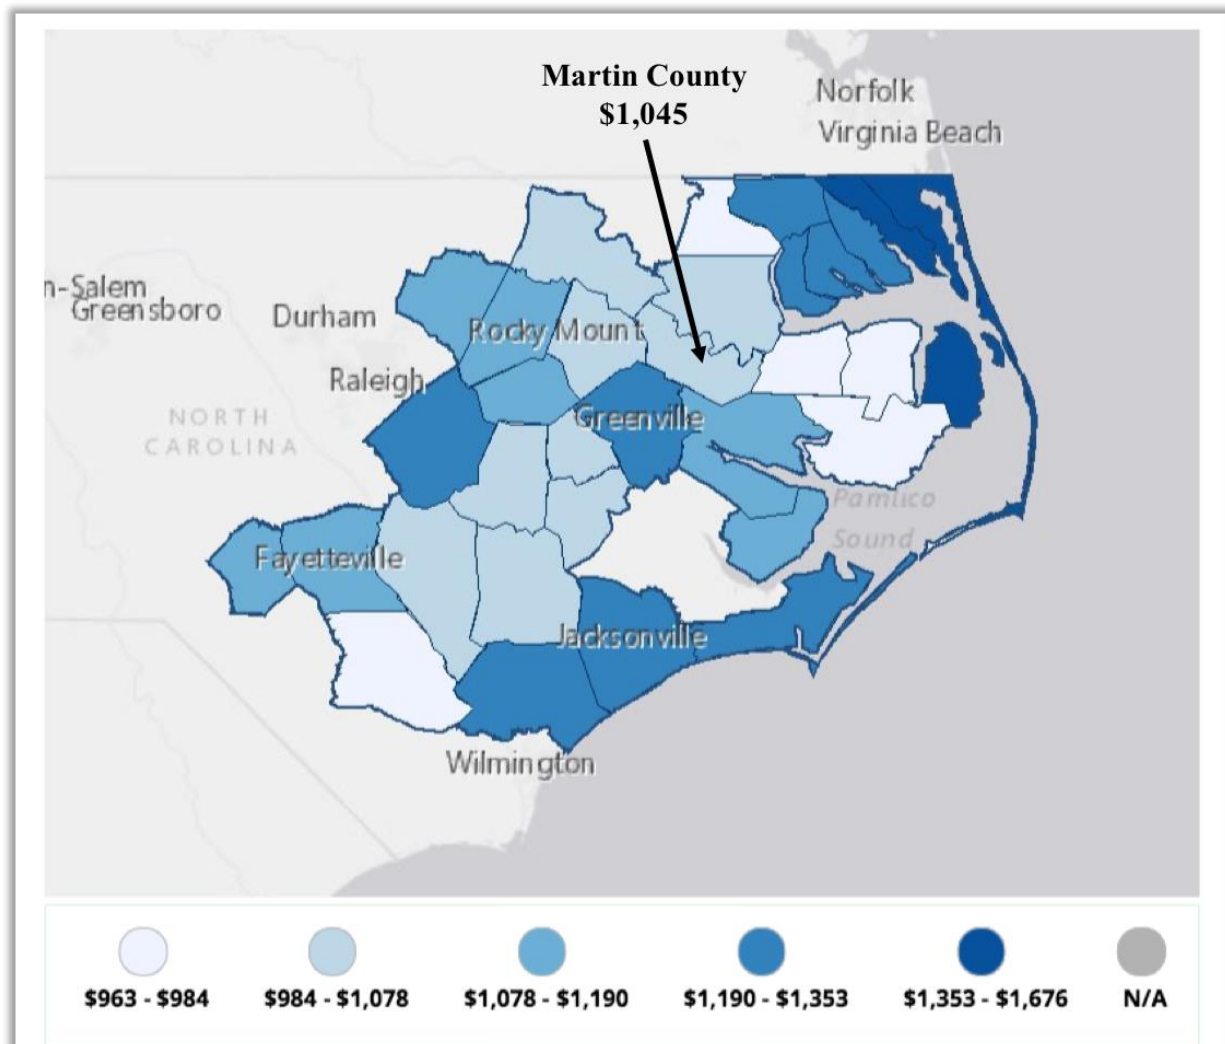 Martin County
$1,045
Norfolk
Virginia Beach
n-Salem
Greensboro
Durham
Rocky Mount
Raleigh
NORTH
CAROLINA
Greenville
Pamlico
Sound
Fayetteville
Jacksonville
Wilmington
$963 - $984
$984 - $1,078
$1,078 - $1,190
$1,190 - $1,353
$1,353 - $1,676
N/A